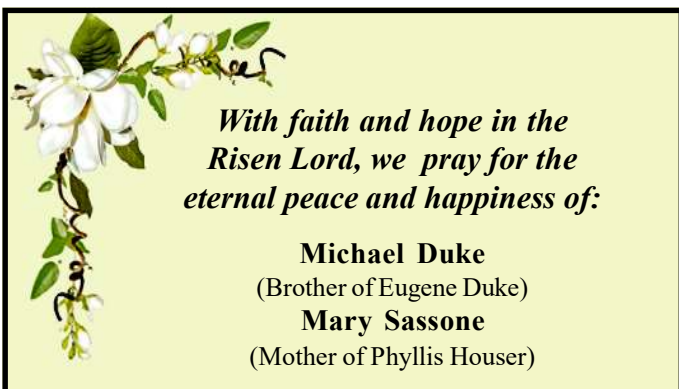 With faith and hope in the
Risen Lord, we pray for the
eternal peace and happiness of:
Michael Duke
(Brother of Eugene Duke)
Mary Sassone
(Mother of Phyllis Houser)